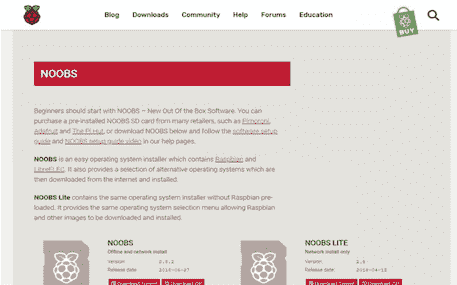 Blog Downloads Community Help Forums Education
BUY
NOOBS
Beginners should start with NOOBS – New Out Of the Box Software. You can
purchase a pre-installed NOOBS SD card from many retailers, such as Pimoroni,
Adafruit and The Pi Hut, or download NOOBS below and follow the software setup
guide and NOOBS setup guide video in our help pages.
NOOBS is an easy operating system installer which contains Raspbian and
LibreELEC. It also provides a selection of alternative operating systems which are
then downloaded from the internet and installed.
NOOBS Lite contains the same operating system installer without Raspbian pre-
loaded. It provides the same operating system selection menu allowing Raspbian
and other images to be downloaded and installed.
NOOBS
Offline and network install
Version:
Release date:
NOOBS LITE
Network install only
Version:
Release date: